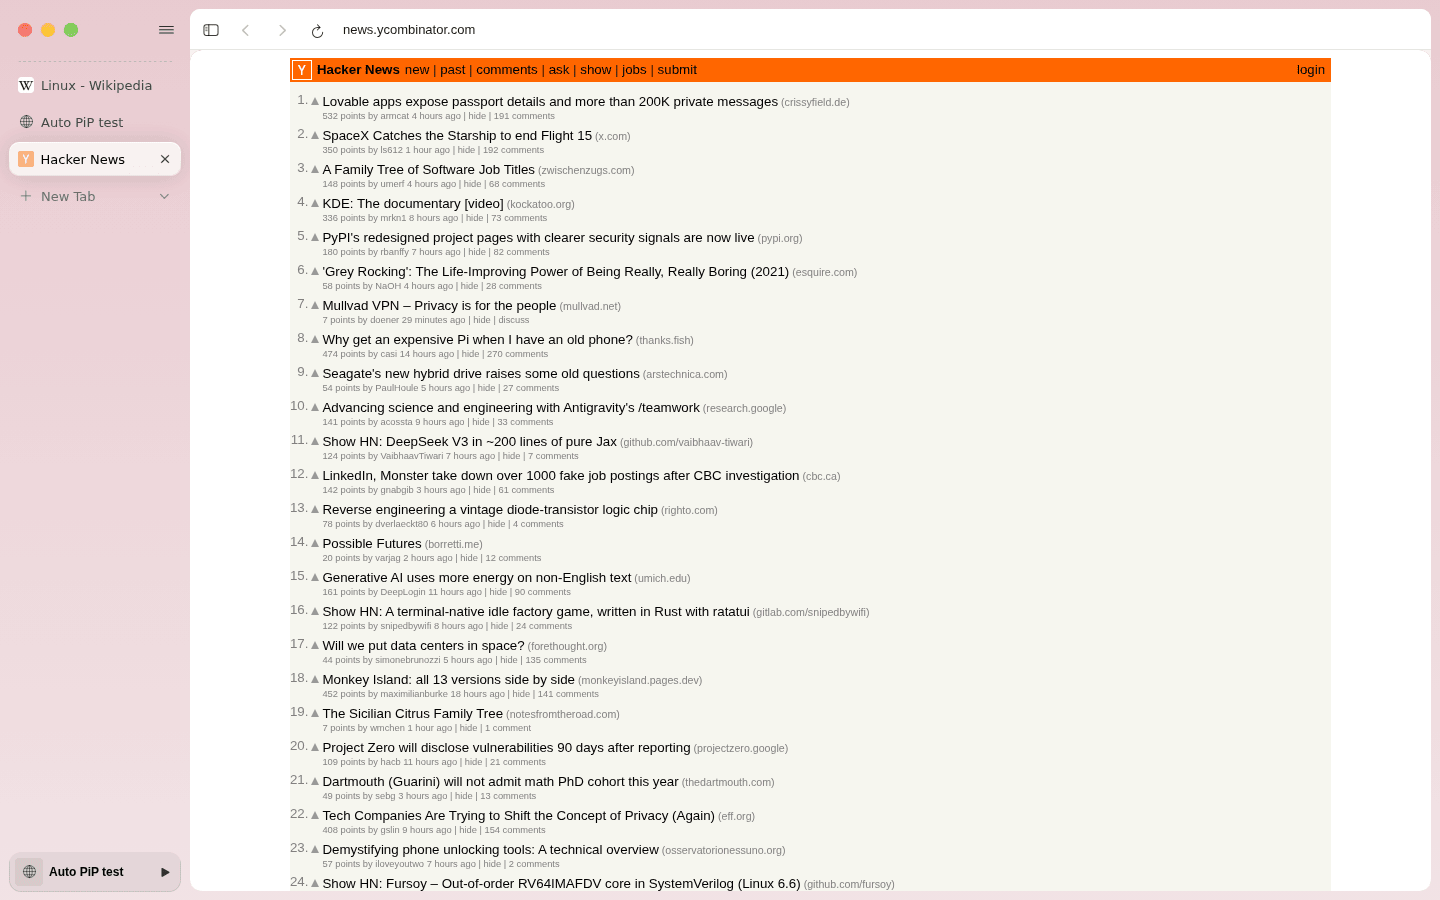 news.ycombinator.com
W Linux - Wikipedia
Auto PiP test
Y Hacker News
New Tab
Auto PiP test
Y Hacker News new | past | comments | ask | show | jobs | submit login
1. Lovable apps expose passport details and more than 200K private messages (crissyfield.de)
532 points by armcat 4 hours ago | hide | 191 comments
2. SpaceX Catches the Starship to end Flight 15 (x.com)
350 points by ls612 1 hour ago | hide | 192 comments
3. A Family Tree of Software Job Titles (zwischenzugs.com)
148 points by umerf 4 hours ago | hide | 68 comments
4. KDE: The documentary [video] (kockatoo.org)
336 points by mrkn1 8 hours ago | hide | 73 comments
5. PyPI's redesigned project pages with clearer security signals are now live (pypi.org)
180 points by rbanffy 7 hours ago | hide | 82 comments
6. 'Grey Rocking': The Life-Improving Power of Being Really, Really Boring (2021) (esquire.com)
58 points by NaOH 4 hours ago | hide | 28 comments
7. Mullvad VPN – Privacy is for the people (mullvad.net)
7 points by doener 29 minutes ago | hide | discuss
8. Why get an expensive Pi when I have an old phone? (thanks.fish)
474 points by casi 14 hours ago | hide | 270 comments
9. Seagate's new hybrid drive raises some old questions (arstechnica.com)
54 points by PaulHoule 5 hours ago | hide | 27 comments
10. Advancing science and engineering with Antigravity's /teamwork (research.google)
141 points by acossta 9 hours ago | hide | 33 comments
11. Show HN: DeepSeek V3 in ~200 lines of pure Jax (github.com/vaibhaav-tiwari)
124 points by VaibhaavTiwari 7 hours ago | hide | 7 comments
12. LinkedIn, Monster take down over 1000 fake job postings after CBC investigation (cbc.ca)
142 points by gnabgib 3 hours ago | hide | 61 comments
13. Reverse engineering a vintage diode-transistor logic chip (righto.com)
78 points by dverlaeckt80 6 hours ago | hide | 4 comments
14. Possible Futures (borretti.me)
20 points by varjag 2 hours ago | hide | 12 comments
15. Generative AI uses more energy on non-English text (umich.edu)
161 points by DeepLogin 11 hours ago | hide | 90 comments
16. Show HN: A terminal-native idle factory game, written in Rust with ratatui (gitlab.com/snipedbywifi)
122 points by snipedbywifi 8 hours ago | hide | 24 comments
17. Will we put data centers in space? (forethought.org)
44 points by simonebrunozzi 5 hours ago | hide | 135 comments
18. Monkey Island: all 13 versions side by side (monkeyisland.pages.dev)
452 points by maximilianburke 18 hours ago | hide | 141 comments
19. The Sicilian Citrus Family Tree (notesfromtheroad.com)
7 points by wmchen 1 hour ago | hide | 1 comment
20. Project Zero will disclose vulnerabilities 90 days after reporting (projectzero.google)
109 points by hacb 11 hours ago | hide | 21 comments
21. Dartmouth (Guarini) will not admit math PhD cohort this year (thedartmouth.com)
49 points by sebg 3 hours ago | hide | 13 comments
22. Tech Companies Are Trying to Shift the Concept of Privacy (Again) (eff.org)
408 points by gslin 9 hours ago | hide | 154 comments
23. Demystifying phone unlocking tools: A technical overview (osservatorionessuno.org)
57 points by iloveyoutwo 7 hours ago | hide | 2 comments
24. Show HN: Fursoy – Out-of-order RV64IMAFDV core in SystemVerilog (Linux 6.6) (github.com/fursoy)